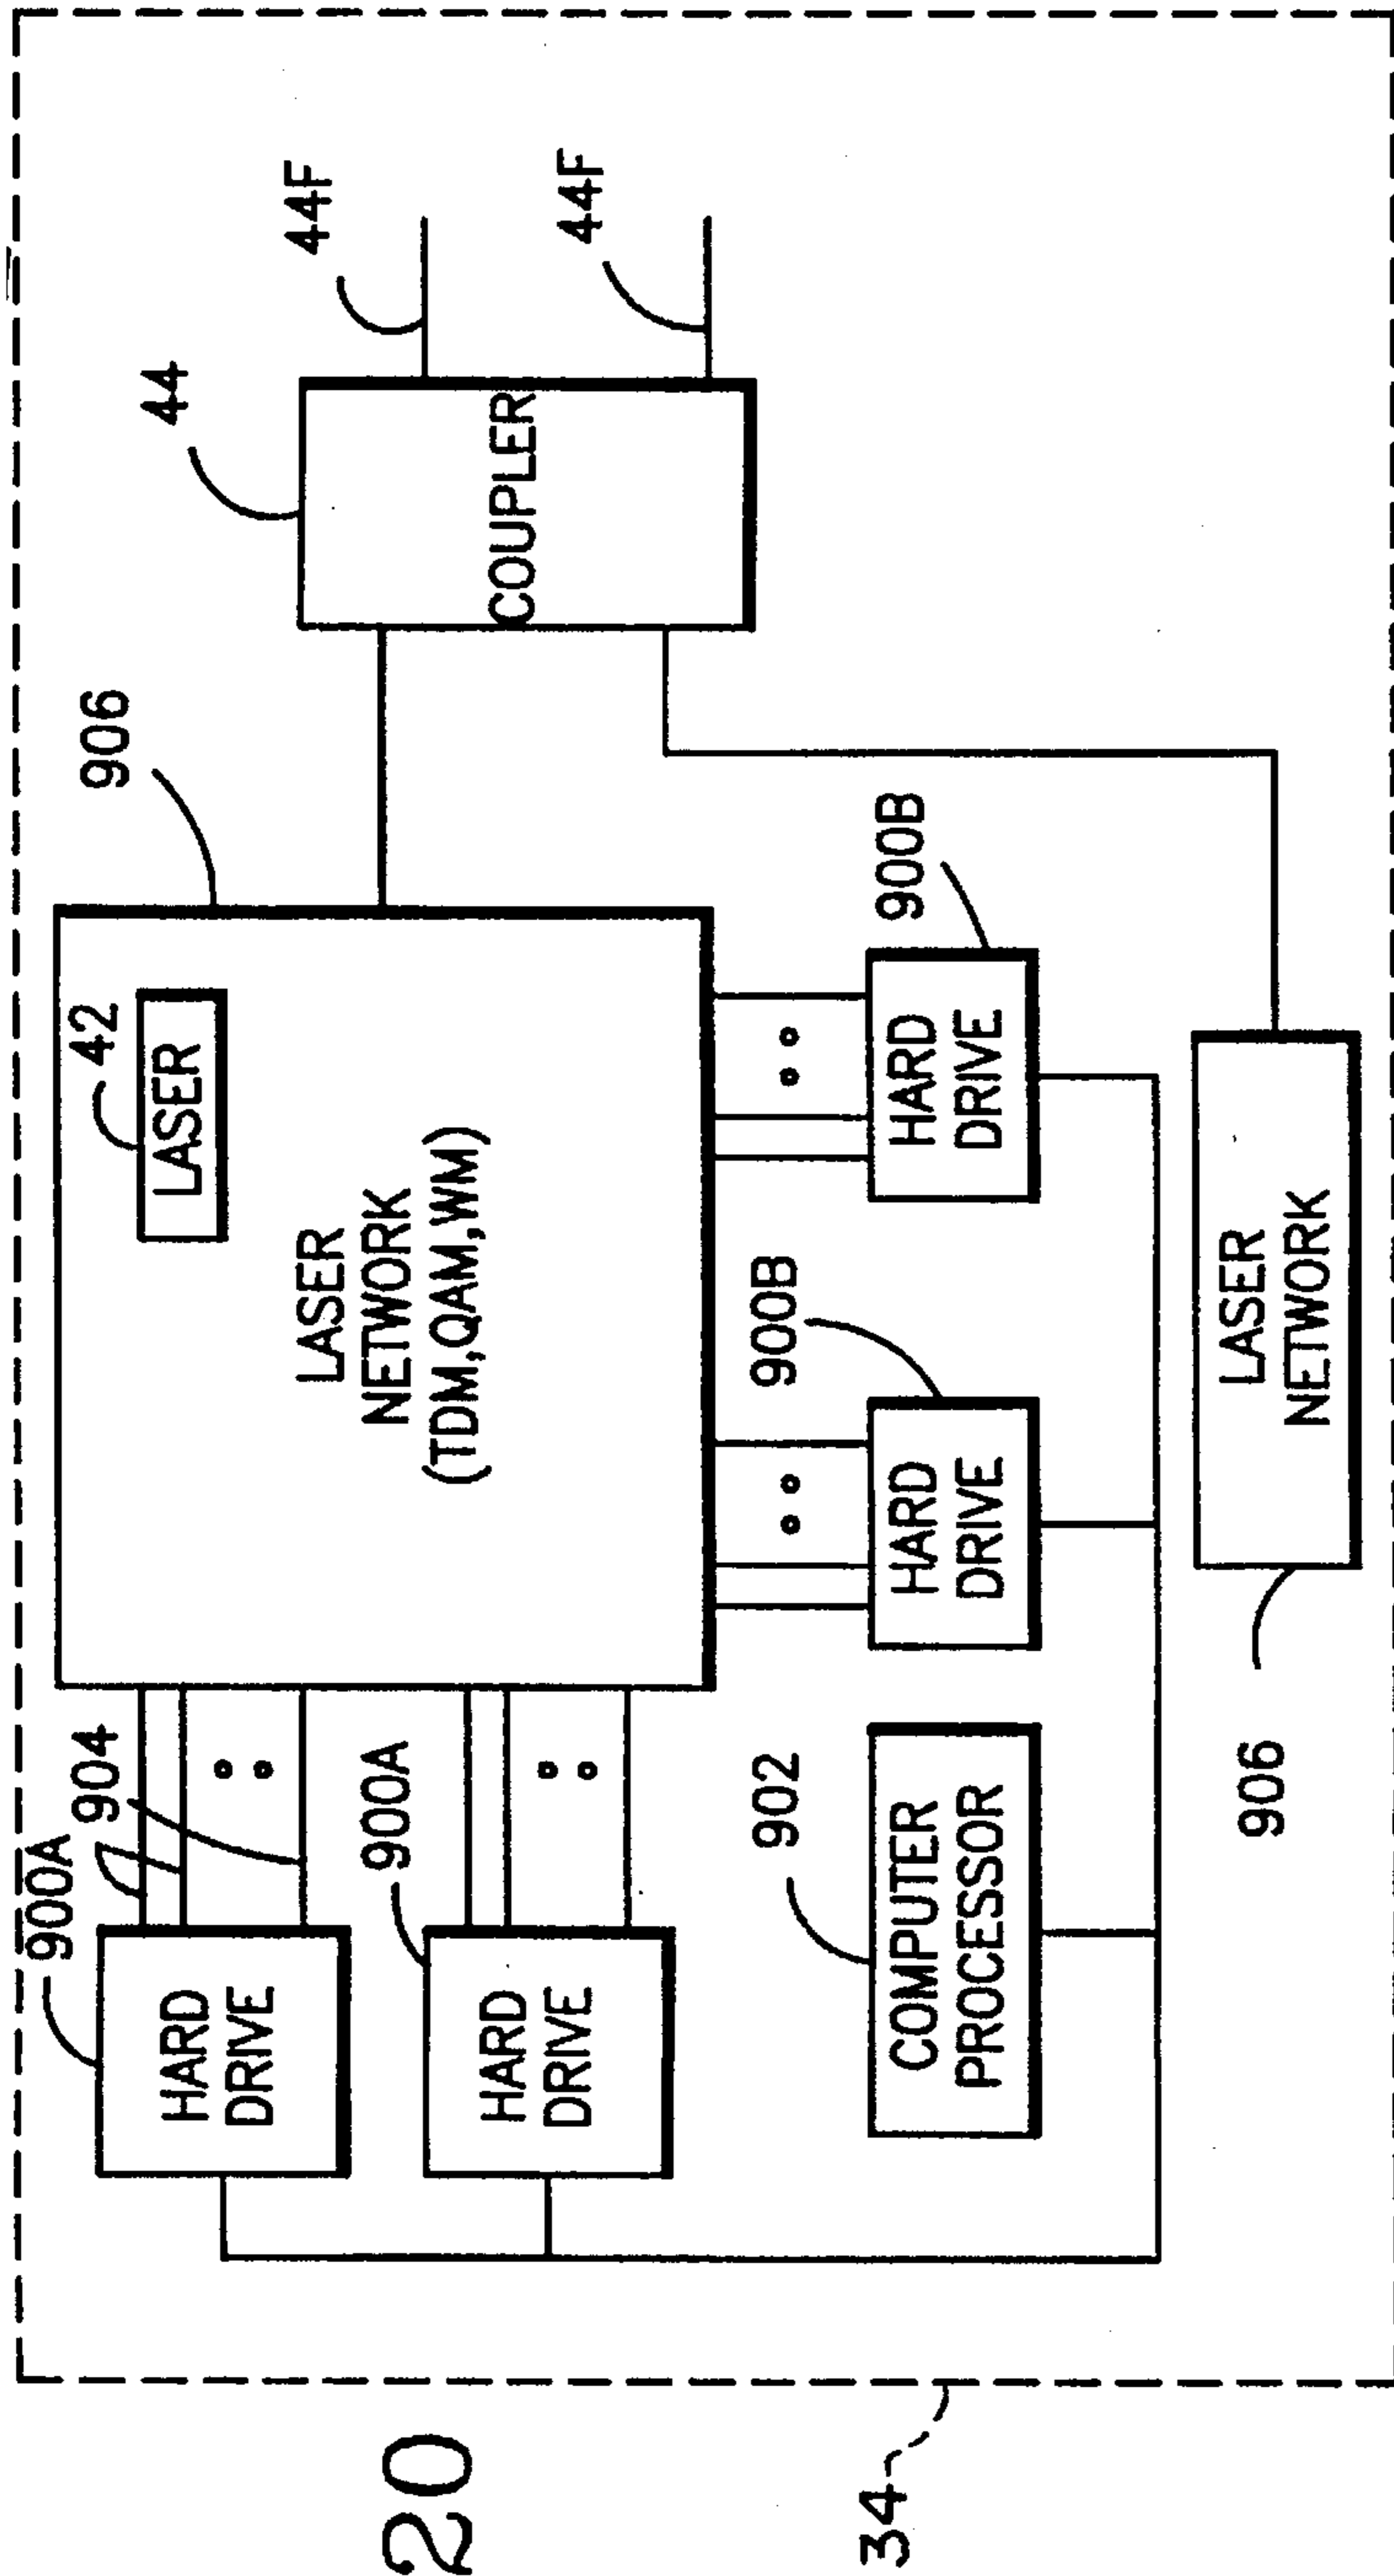 20
34
900A
904
HARD
DRIVE
900A
HARD
DRIVE
902
COMPUTER
PROCESSOR
906
42
LASER
LASER
NETWORK
(TDM,QAM,WM)
900B
HARD
DRIVE
900B
HARD
DRIVE
906
LASER
NETWORK
44
COUPLER
44F
44F